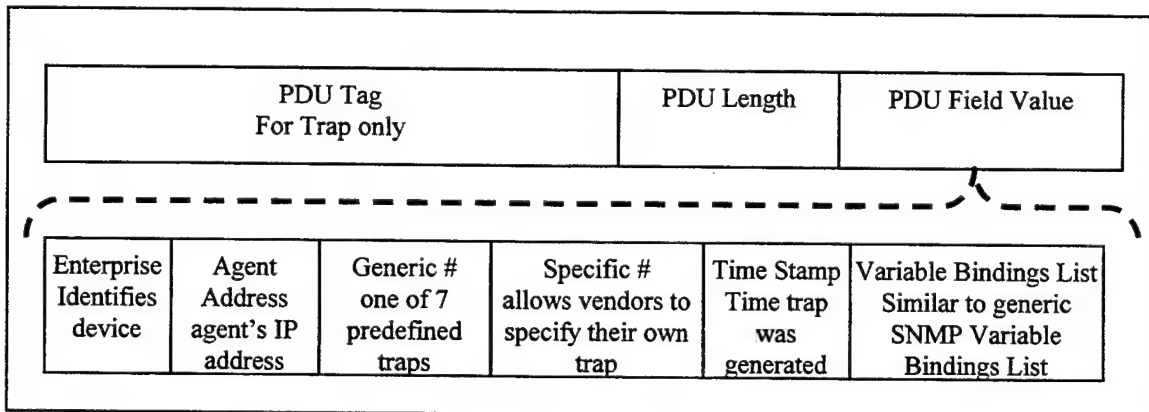 PDU Tag
For Trap only
PDU Length
PDU Field Value
Enterprise
Identifies
device
Agent
Address
agent's IP
address
Generic #
one of 7
predefined
traps
Specific #
allows vendors to
specify their own
trap
Time Stamp
Time trap
was
generated
Variable Bindings List
Similar to generic
SNMP Variable
Bindings List